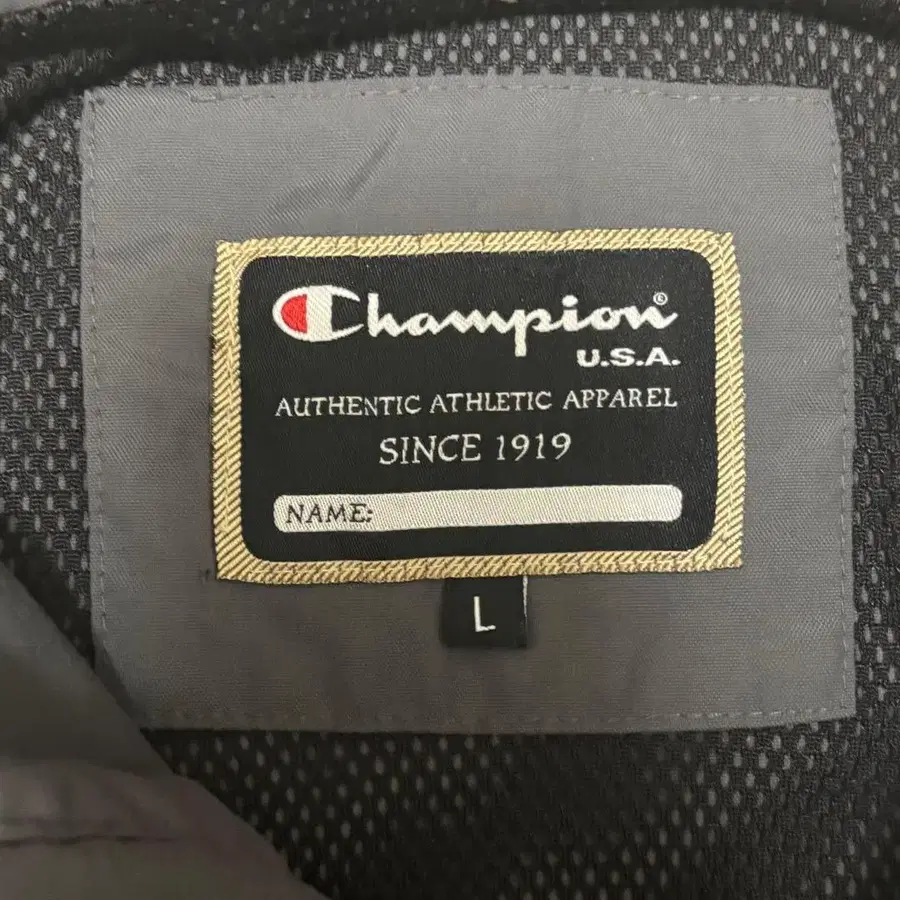 Champion®
U.S.A.
AUTHENTIC ATHLETIC APPAREL
SINCE 1919
NAME:
L